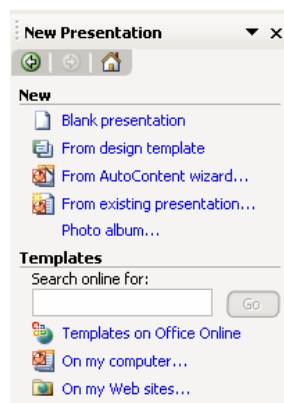 New Presentation
New
Blank presentation
From design template
From AutoContent wizard...
From existing presentation...
Photo album...
Templates
Search online for:
Go
Templates on Office Online
On my computer...
On my Web sites...